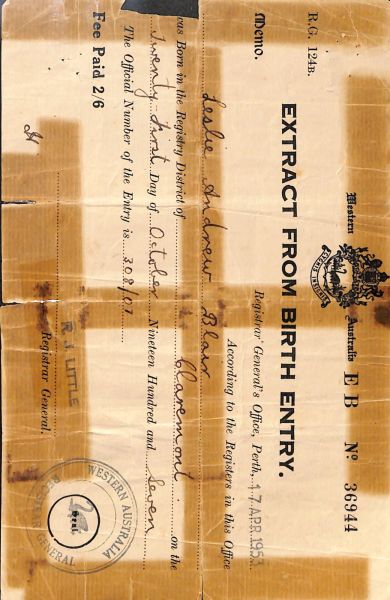 R.G. 124B.
Western Australia
E B Nº 36944
EXTRACT FROM BIRTH ENTRY.
Registrar General's Office, Perth, 17 APR 1953
Memo.
According to the Registers in this Office
Leslie Andrew Blair
was Born in the Registry District of Claremont on the
Twenty First Day of October Nineteen Hundred and Seven
The Official Number of the Entry is 308/07
Fee Paid 2/6
R. J. LITTLE
Registrar General.
WESTERN AUSTRALIA
REGISTRAR GENERAL
Seal